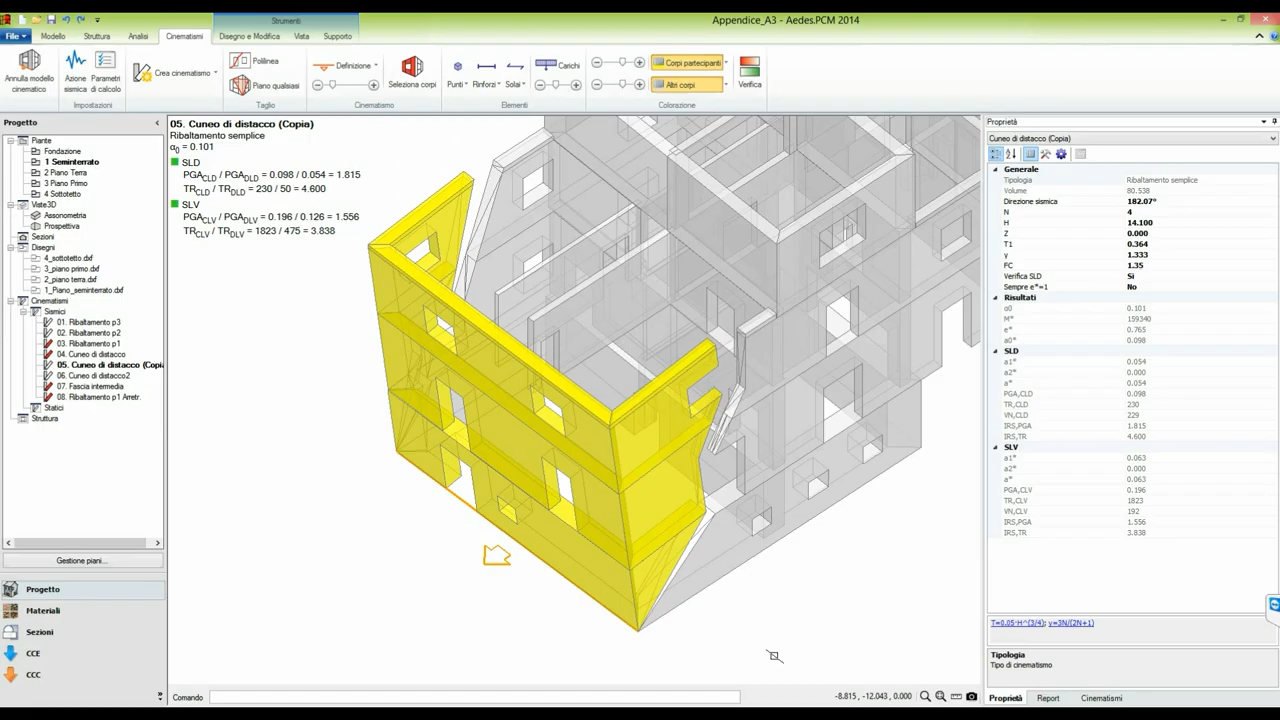 Strumenti
Appendice_A3 - Aedes.PCM 2014
File
Modello
Struttura
Analisi
Cinematismi
Disegno e Modifica
Vista
Supporto
Annulla modello cinematico
Azione sismica
Parametri di calcolo
Impostazioni
Crea cinematismo
Polilinea
Piano qualsiasi
Taglio
Definizione
Seleziona corpi
Cinematismo
Punti
Rinforzi
Solai
Carichi
Elementi
Corpi partecipanti
Altri corpi
Colorazione
Verifica
Progetto
Piante
Fondazione
1 Seminterrato
2 Piano Terra
3 Piano Primo
4 Sottotetto
Viste3D
Assonometria
Prospettiva
Sezioni
Disegni
4_sottotetto.dxf
3_piano primo.dxf
2_piano terra.dxf
1_Piano_seminterrato.dxf
Cinematismi
Sismici
01. Ribaltamento p3
02. Ribaltamento p2
03. Ribaltamento p1
04. Cuneo di distacco
05. Cuneo di distacco (Copia
06. Cuneo di distacco2
07. Fascia intermedia
08. Ribaltamento p1 Arretr.
Statici
Struttura
Gestione piani...
Progetto
Materiali
Sezioni
CCE
CCC
05. Cuneo di distacco (Copia)
Ribaltamento semplice
α0 = 0.101
SLD
PGACLD / PGADLD = 0.098 / 0.054 = 1.815
TRCLD / TRDLD = 230 / 50 = 4.600
SLV
PGACLV / PGADLV = 0.196 / 0.126 = 1.556
TRCLV / TRDLV = 1823 / 475 = 3.838
Comando
-8.815, -12.043, 0.000
Proprietà
Cuneo di distacco (Copia)
Generale
Tipologia Ribaltamento semplice
Volume 80.538
Direzione sismica 182.07°
N 4
H 14.100
Z 0.000
T1 0.364
γ 1.333
FC 1.35
Verifica SLD Si
Sempre e*=1 No
Risultati
α0 0.101
M* 159340
e* 0.765
a0* 0.098
SLD
a1* 0.054
a2* 0.000
a* 0.054
PGA,CLD 0.098
TR,CLD 230
VN,CLD 229
IRS,PGA 1.815
IRS,TR 4.600
SLV
a1* 0.063
a2* 0.000
a* 0.063
PGA,CLV 0.196
TR,CLV 1823
VN,CLV 192
IRS,PGA 1.556
IRS,TR 3.838
T=0.05·H^(3/4); γ=3N/(2N+1)
Tipologia
Tipo di cinematismo
Proprietà
Report
Cinematismi